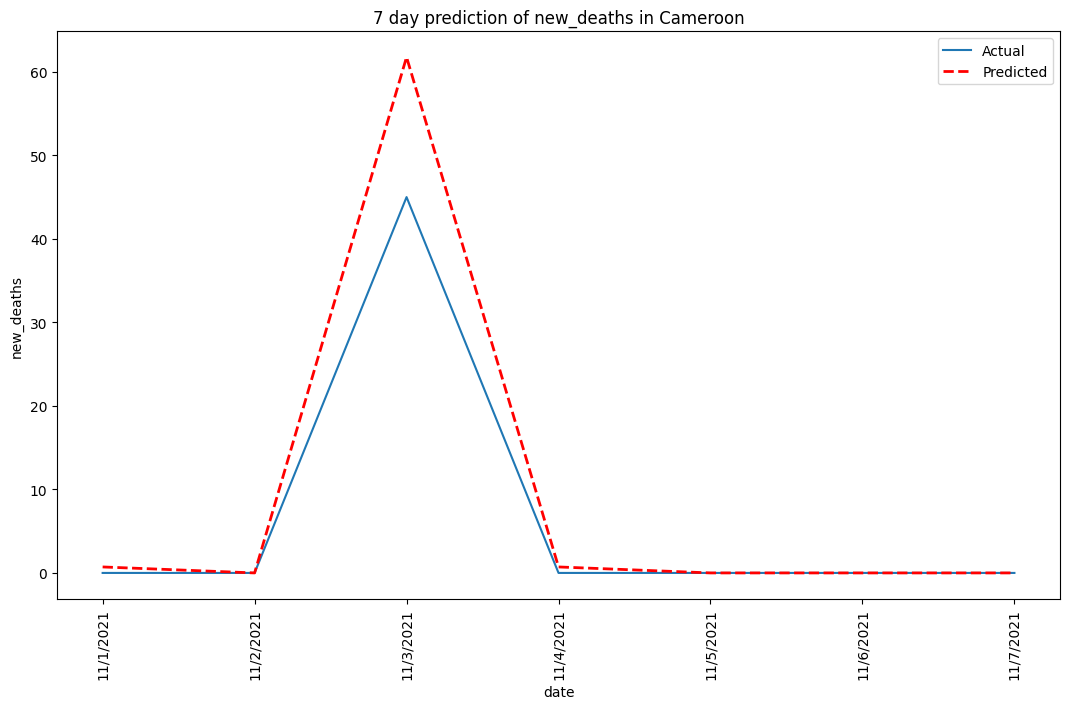 7 day prediction of new_deaths in Cameroon
Actual
Predicted
60
50
40
30
20
10
0
new_deaths
11/1/2021
11/2/2021
11/3/2021
11/4/2021
11/5/2021
11/6/2021
11/7/2021
date